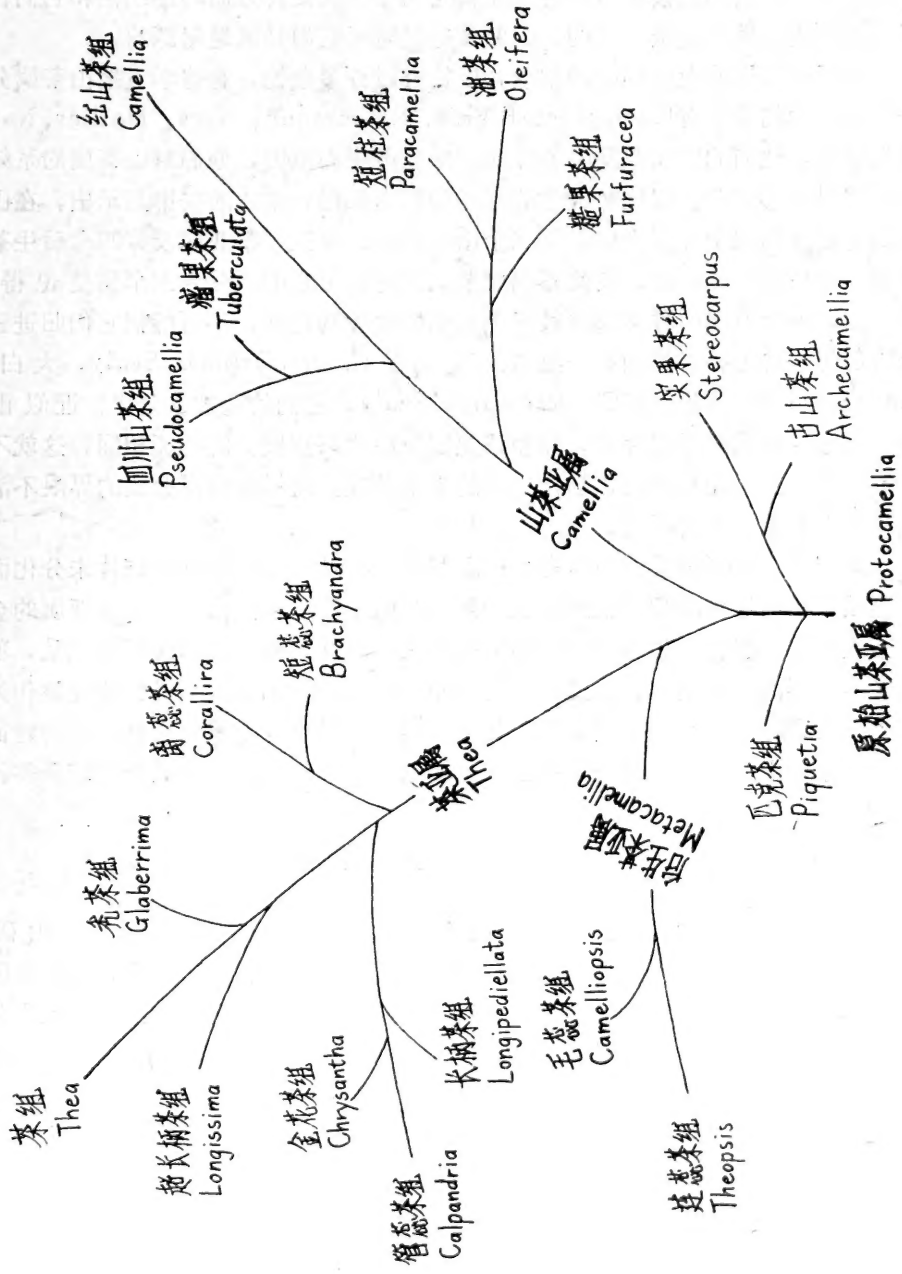 红山茶组
Camellia
短柱茶组
Paracamellia
油茶组
Oleifera
糙果茶组
Furfuracea
瘤果茶组
Tuberculata
四川山茶组
Pseudocamellia
山茶亚属
Camellia
实果茶组
Stereocarpus
古山茶组
Archecamellia
离蕊茶组
Corallira
短蕊茶组
Brachyandra
秃茶组
Glaberrima
茶组
Thea
超长柄茶组
Longissima
金花茶组
Chrysantha
管蕊茶组
Calpandria
长柄茶组
Longipediellata
茶亚属
Thea
后生茶亚属
Metacamellia
毛蕊茶组
Camelliopsis
连蕊茶组
Theopsis
匹克茶组
Piquetia
原始山茶亚属 Protocamellia